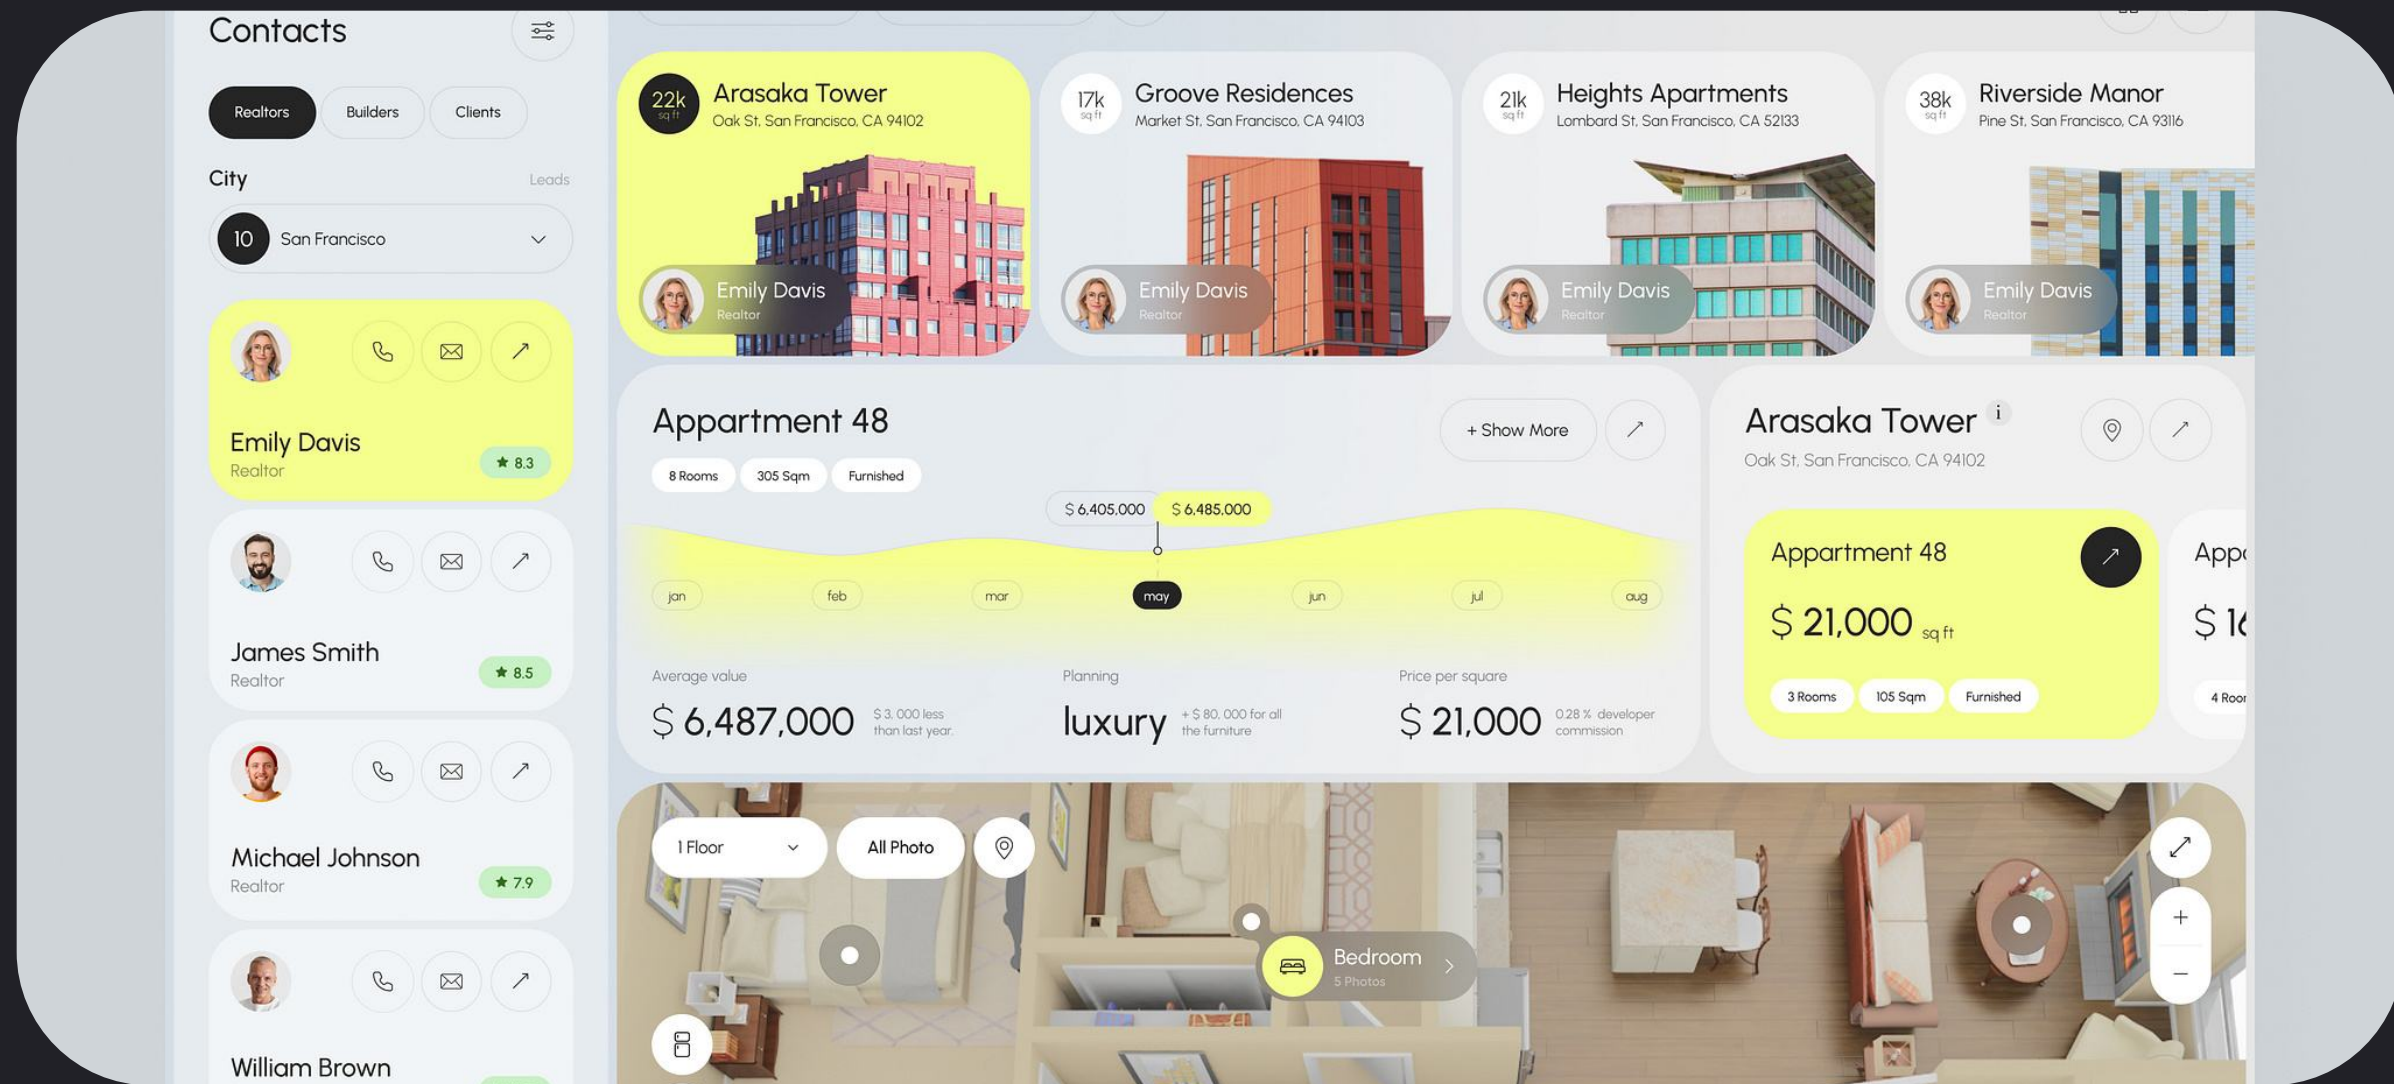 Contacts
Realtors
Builders
Clients
City
Leads
10
San Francisco
Emily Davis
Realtor
★ 8.3
James Smith
Realtor
★ 8.5
Michael Johnson
Realtor
★ 7.9
William Brown
22k
sq ft
Arasaka Tower
Oak St, San Francisco, CA 94102
Emily Davis
Realtor
17k
sq ft
Groove Residences
Market St, San Francisco, CA 94103
Emily Davis
Realtor
21k
sq ft
Heights Apartments
Lombard St, San Francisco, CA 52133
Emily Davis
Realtor
38k
sq ft
Riverside Manor
Pine St, San Francisco, CA 93116
Emily Davis
Realtor
Appartment 48
+ Show More
8 Rooms
305 Sqm
Furnished
$ 6,405,000
$ 6,485,000
jan
feb
mar
may
jun
jul
aug
Average value
$ 6,487,000
$ 3, 000 less
than last year.
Planning
luxury
+ $ 80, 000 for all
the furniture
Price per square
$ 21,000
0.28 % developer
commission
Arasaka Tower
i
Oak St, San Francisco, CA 94102
Appartment 48
$ 21,000 sq ft
3 Rooms
105 Sqm
Furnished
App
$ 16
4 Roor
1 Floor
All Photo
Bedroom
5 Photos